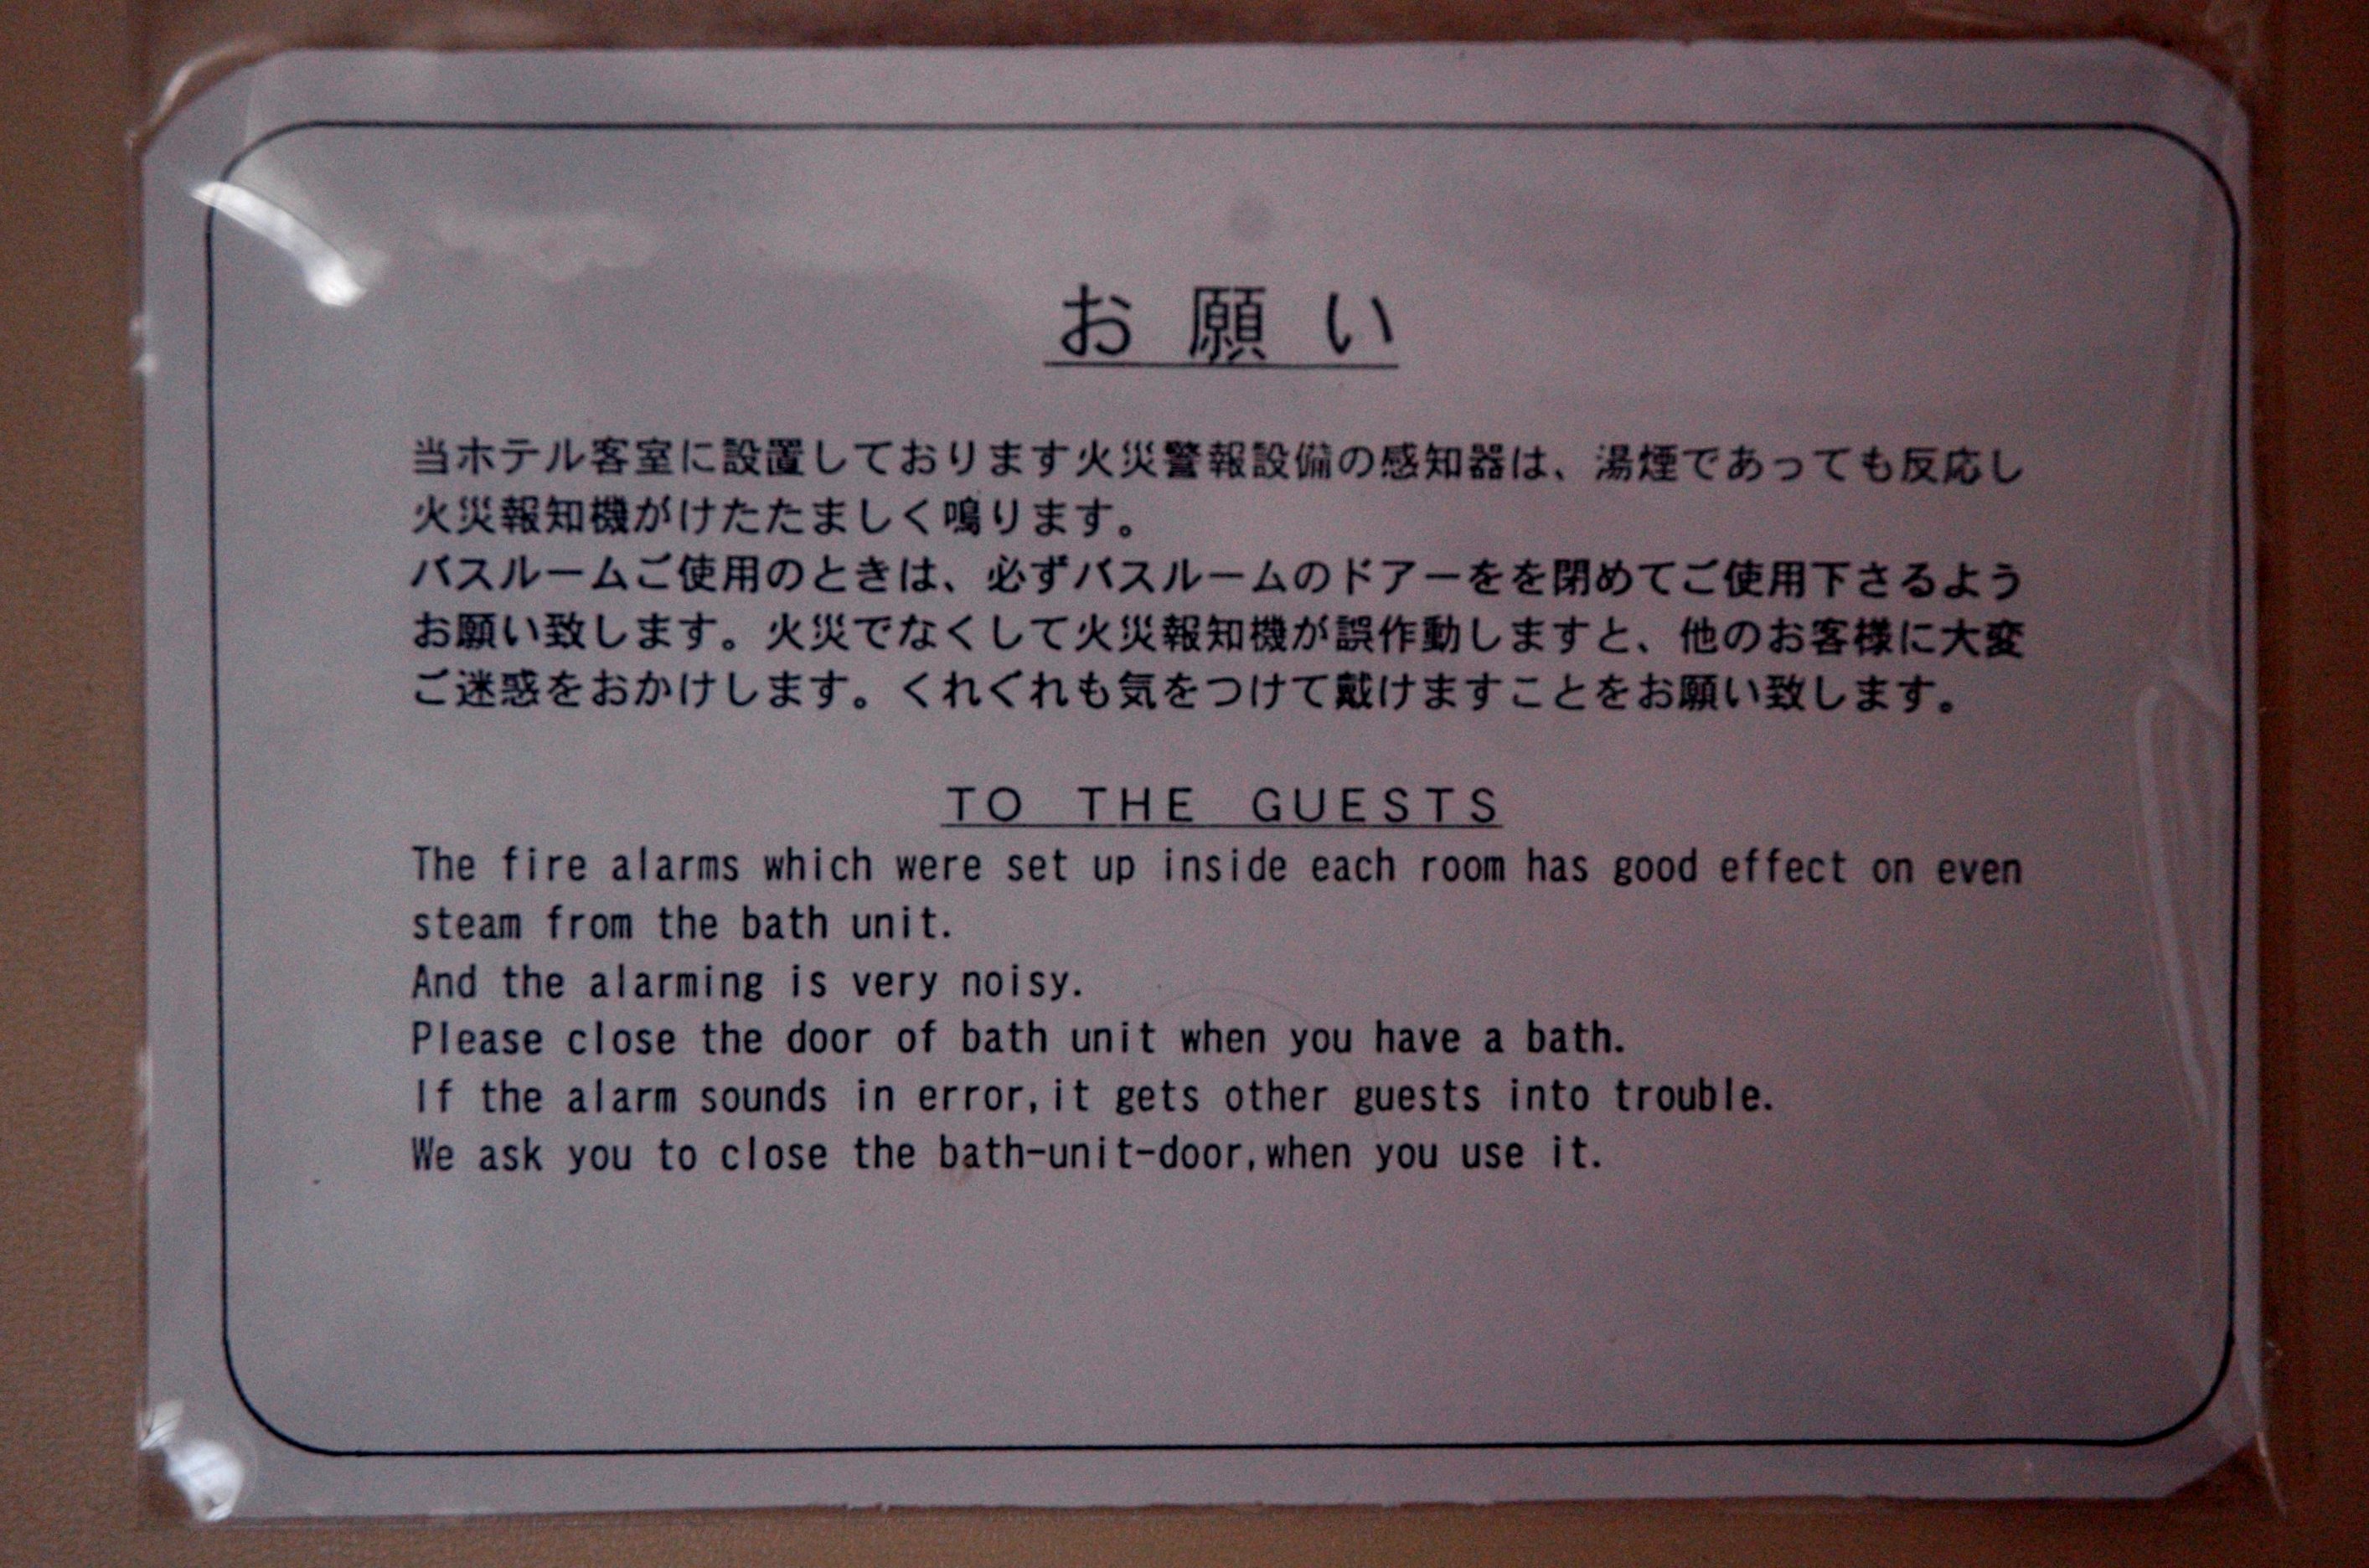 お願い
当ホテル客室に設置しております火災警報設備の感知器は、湯煙であっても反応し
火災報知機がけたたましく鳴ります。
バスルームご使用のときは、必ずバスルームのドアーをを閉めてご使用下さるよう
お願い致します。火災でなくして火災報知機が誤作動しますと、他のお客様に大変
ご迷惑をおかけします。くれぐれも気をつけて戴けますことをお願い致します。
TO THE GUESTS
The fire alarms which were set up inside each room has good effect on even
steam from the bath unit.
And the alarming is very noisy.
Please close the door of bath unit when you have a bath.
If the alarm sounds in error,it gets other guests into trouble.
We ask you to close the bath-unit-door,when you use it.